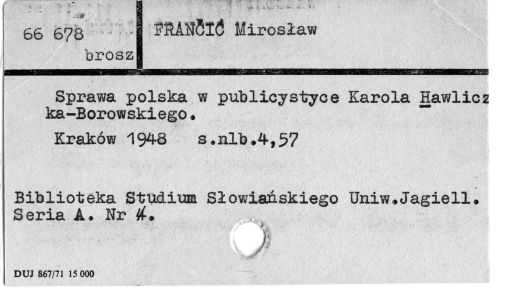 66 678
brosz
FRANČIĆ Mirosław
Sprawa polska w publicystyce Karola Hawlicz
ka-Borowskiego.
Kraków 1948 s.nlb.4,57
Biblioteka Studium Słowiańskiego Uniw.Jagiell.
Seria A. Nr 4.
DUJ 867/71 15 000